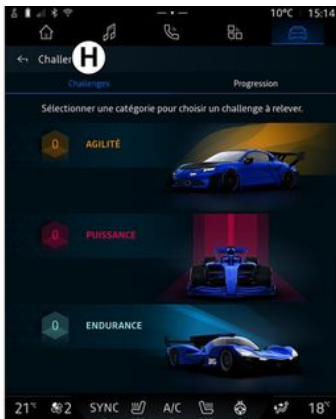 10°C 15:14
Challen
H
Challenges
Progression
Sélectionner une catégorie pour choisir un challenge à relever.
0 AGILITÉ
0 PUISSANCE
0 ENDURANCE
21°C 2 SYNC A/C 18°